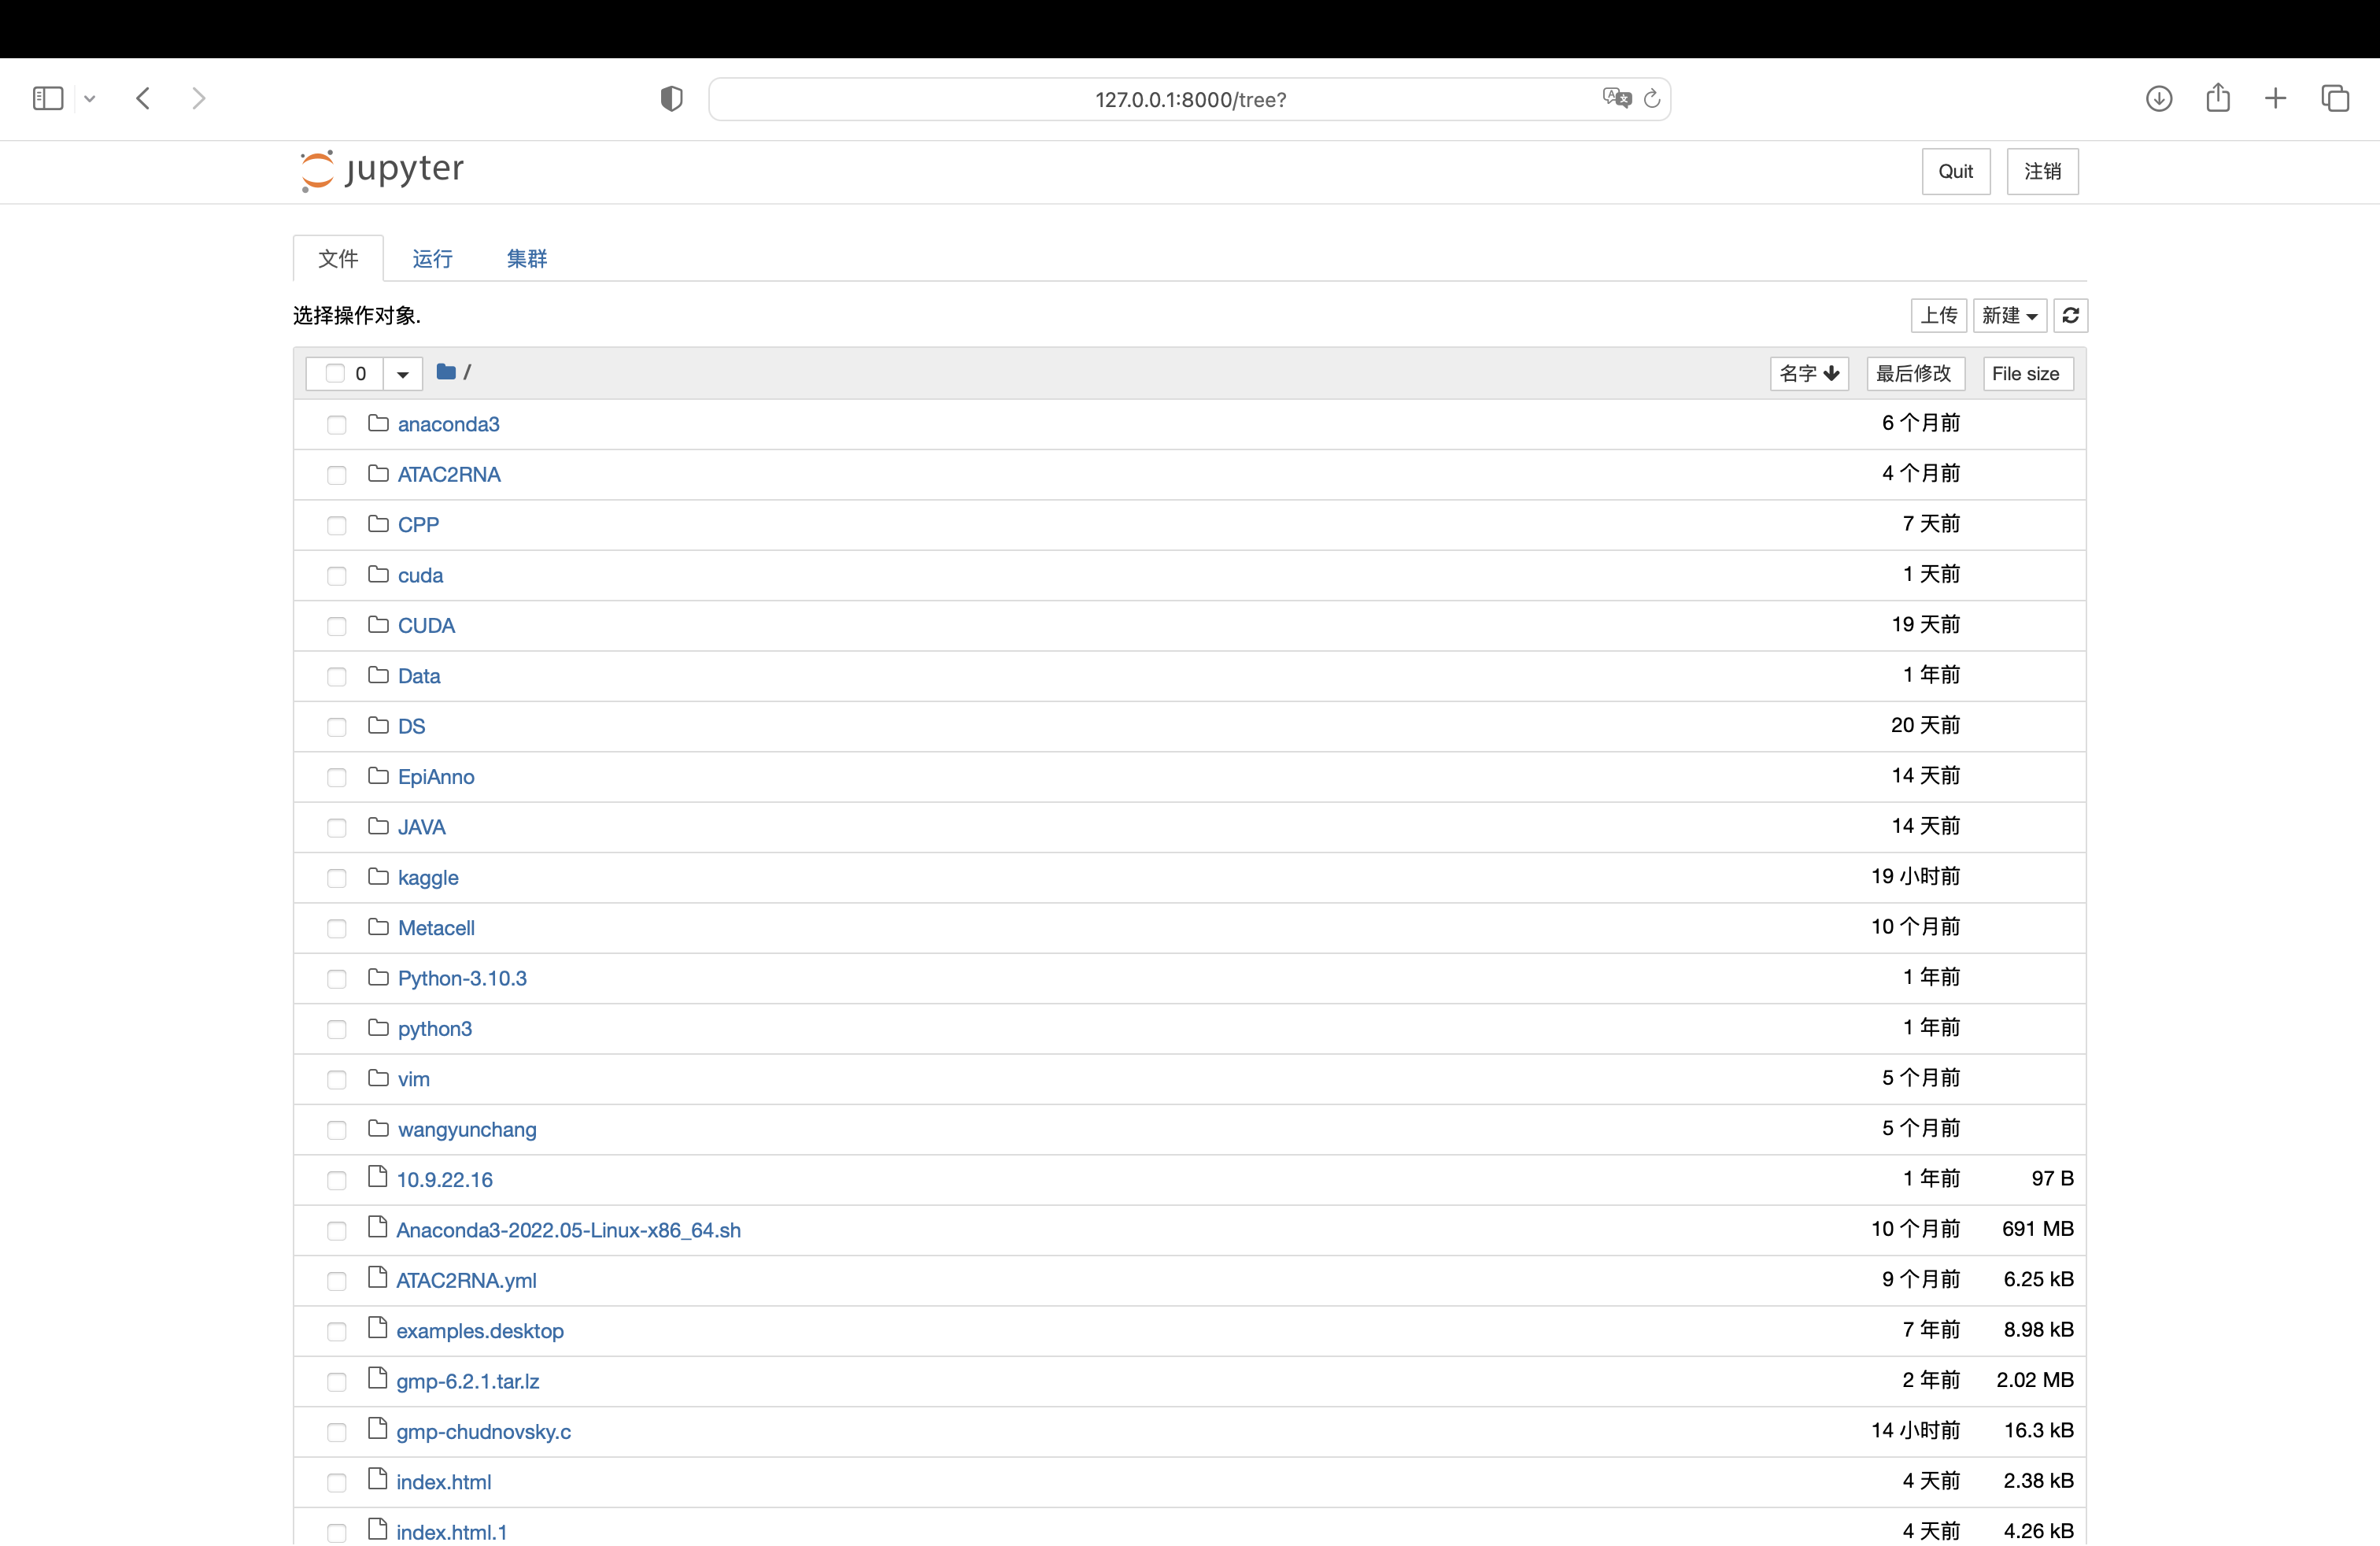 127.0.0.1:8000/tree?
jupyter
Quit 注销
文件 运行 集群
选择操作对象. 上传 新建
0 / 名字 最后修改 File size
anaconda3 6 个月前
ATAC2RNA 4 个月前
CPP 7 天前
cuda 1 天前
CUDA 19 天前
Data 1 年前
DS 20 天前
EpiAnno 14 天前
JAVA 14 天前
kaggle 19 小时前
Metacell 10 个月前
Python-3.10.3 1 年前
python3 1 年前
vim 5 个月前
wangyunchang 5 个月前
10.9.22.16 1 年前 97 B
Anaconda3-2022.05-Linux-x86_64.sh 10 个月前 691 MB
ATAC2RNA.yml 9 个月前 6.25 kB
examples.desktop 7 年前 8.98 kB
gmp-6.2.1.tar.lz 2 年前 2.02 MB
gmp-chudnovsky.c 14 小时前 16.3 kB
index.html 4 天前 2.38 kB
index.html.1 4 天前 4.26 kB